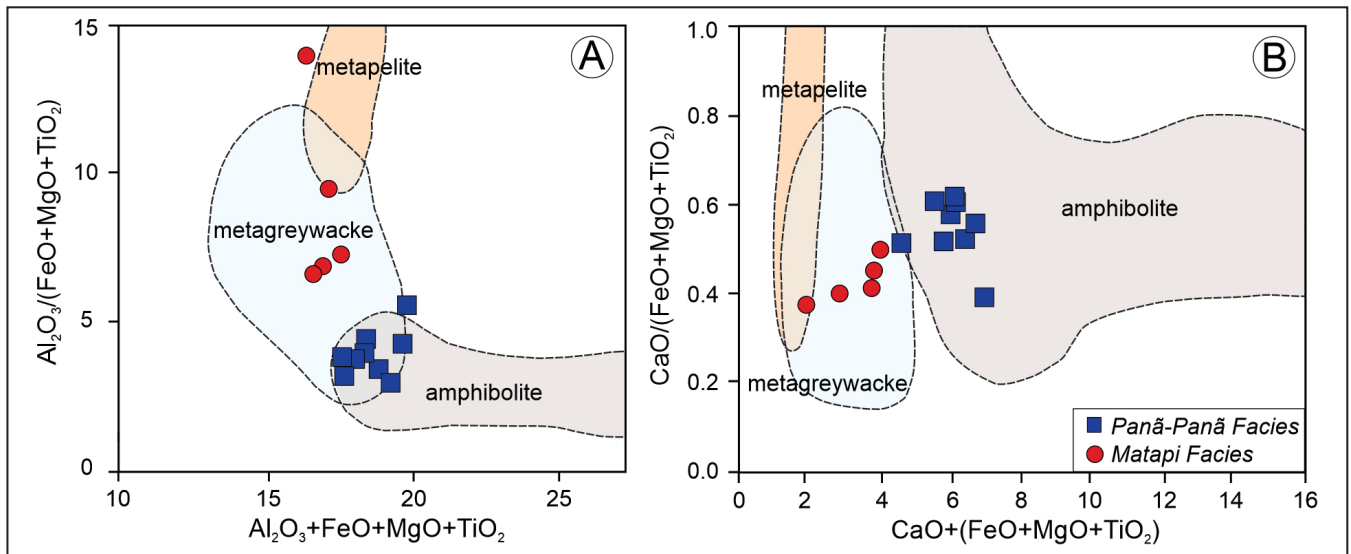 A
Al₂O₃/(FeO+MgO+TiO₂)
15
10
5
0
metapelite
metagreywacke
amphibolite
10 15 20 25
Al₂O₃+FeO+MgO+TiO₂
B
CaO/(FeO+MgO+TiO₂)
1.0
0.8
0.6
0.4
0.2
0.0
metapelite
amphibolite
metagreywacke
Panã-Panã Facies
Matapi Facies
0 2 4 6 8 10 12 14 16
CaO+(FeO+MgO+TiO₂)